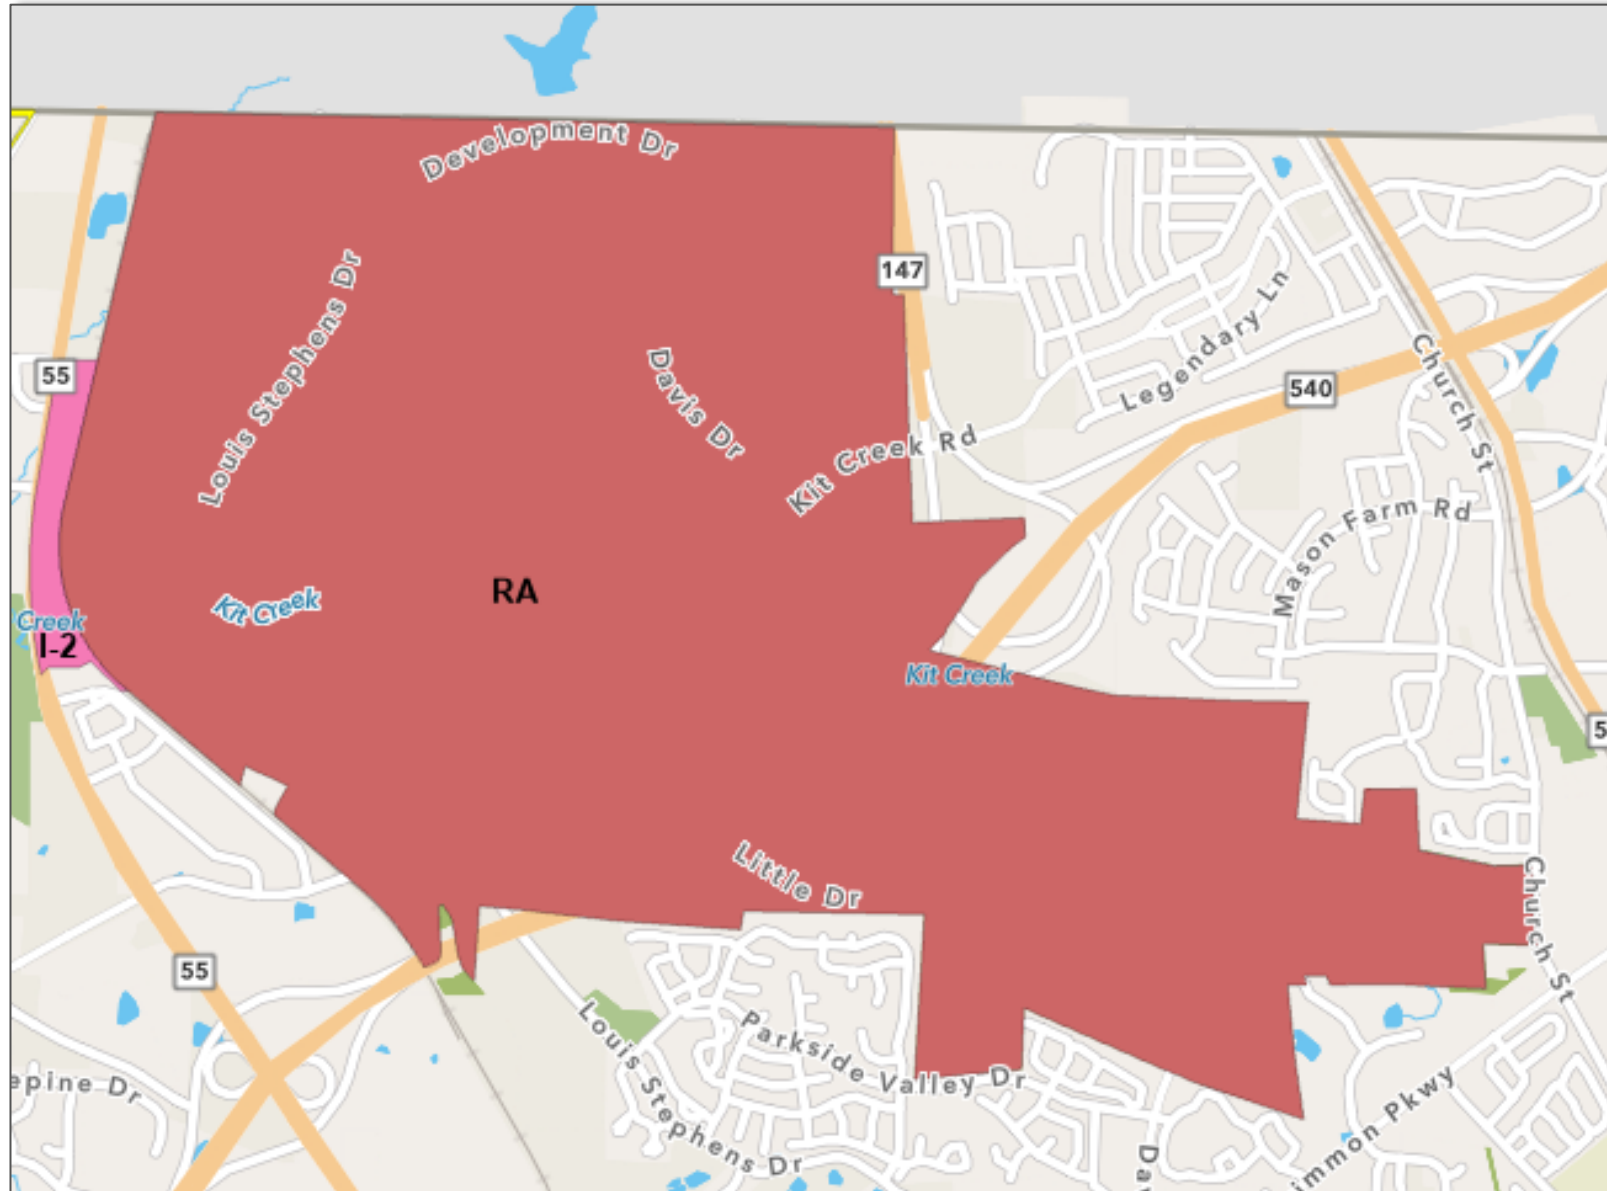 Development Dr
147
Louis Stephens Dr
Legendary Ln
55
Davis Dr
540
Church St
Kit Creek Rd
Mason Farm Rd
RA
Kit Creek
Creek
I-2
Kit Creek
5
Little Dr
Church St
55
Louis Stephens Dr
Parkside Valley Dr
epine Dr
immon Pkwy
Da